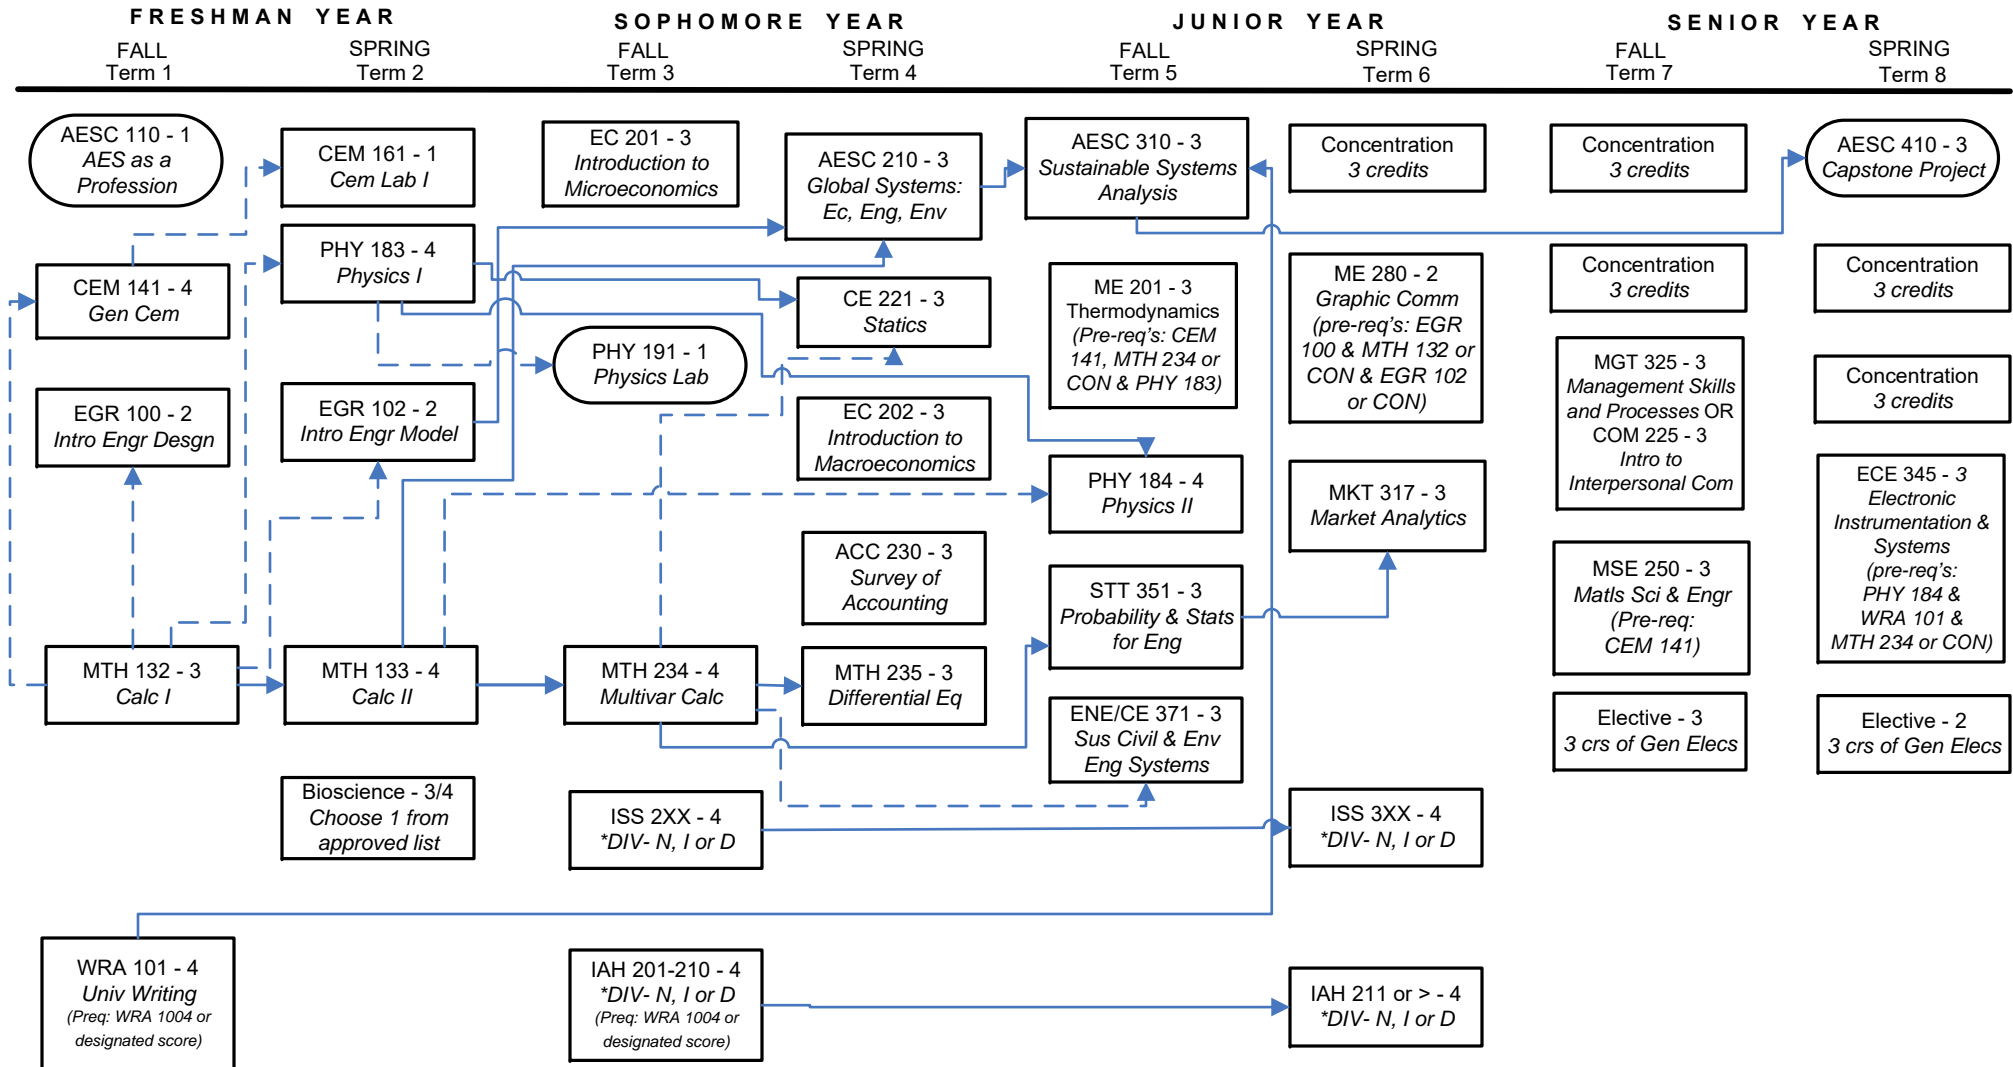 FRESHMAN YEAR
SOPHOMORE YEAR
JUNIOR YEAR
SENIOR YEAR
FALL
Term 1
SPRING
Term 2
FALL
Term 3
SPRING
Term 4
FALL
Term 5
SPRING
Term 6
FALL
Term 7
SPRING
Term 8
AESC 110 - 1
AES as a
Profession
CEM 141 - 4
Gen Cem
EGR 100 - 2
Intro Engr Desgn
MTH 132 - 3
Calc I
WRA 101 - 4
Univ Writing
(Preq: WRA 1004 or
designated score)
CEM 161 - 1
Cem Lab I
PHY 183 - 4
Physics I
EGR 102 - 2
Intro Engr Model
MTH 133 - 4
Calc II
Bioscience - 3/4
Choose 1 from
approved list
EC 201 - 3
Introduction to
Microeconomics
PHY 191 - 1
Physics Lab
MTH 234 - 4
Multivar Calc
ISS 2XX - 4
*DIV- N, I or D
IAH 201-210 - 4
*DIV- N, I or D
(Preq: WRA 1004 or
designated score)
AESC 210 - 3
Global Systems:
Ec, Eng, Env
CE 221 - 3
Statics
EC 202 - 3
Introduction to
Macroeconomics
ACC 230 - 3
Survey of
Accounting
MTH 235 - 3
Differential Eq
AESC 310 - 3
Sustainable Systems
Analysis
ME 201 - 3
Thermodynamics
(Pre-req's: CEM
141, MTH 234 or
CON & PHY 183)
PHY 184 - 4
Physics II
STT 351 - 3
Probability & Stats
for Eng
ENE/CE 371 - 3
Sus Civil & Env
Eng Systems
Concentration
3 credits
ME 280 - 2
Graphic Comm
(pre-req's: EGR
100 & MTH 132 or
CON & EGR 102
or CON)
MKT 317 - 3
Market Analytics
ISS 3XX - 4
*DIV- N, I or D
IAH 211 or > - 4
*DIV- N, I or D
Concentration
3 credits
Concentration
3 credits
MGT 325 - 3
Management Skills
and Processes OR
COM 225 - 3
Intro to
Interpersonal Com
MSE 250 - 3
Matls Sci & Engr
(Pre-req:
CEM 141)
Elective - 3
3 crs of Gen Elecs
AESC 410 - 3
Capstone Project
Concentration
3 credits
Concentration
3 credits
ECE 345 - 3
Electronic
Instrumentation &
Systems
(pre-req's:
PHY 184 &
WRA 101 &
MTH 234 or CON)
Elective - 2
3 crs of Gen Elecs